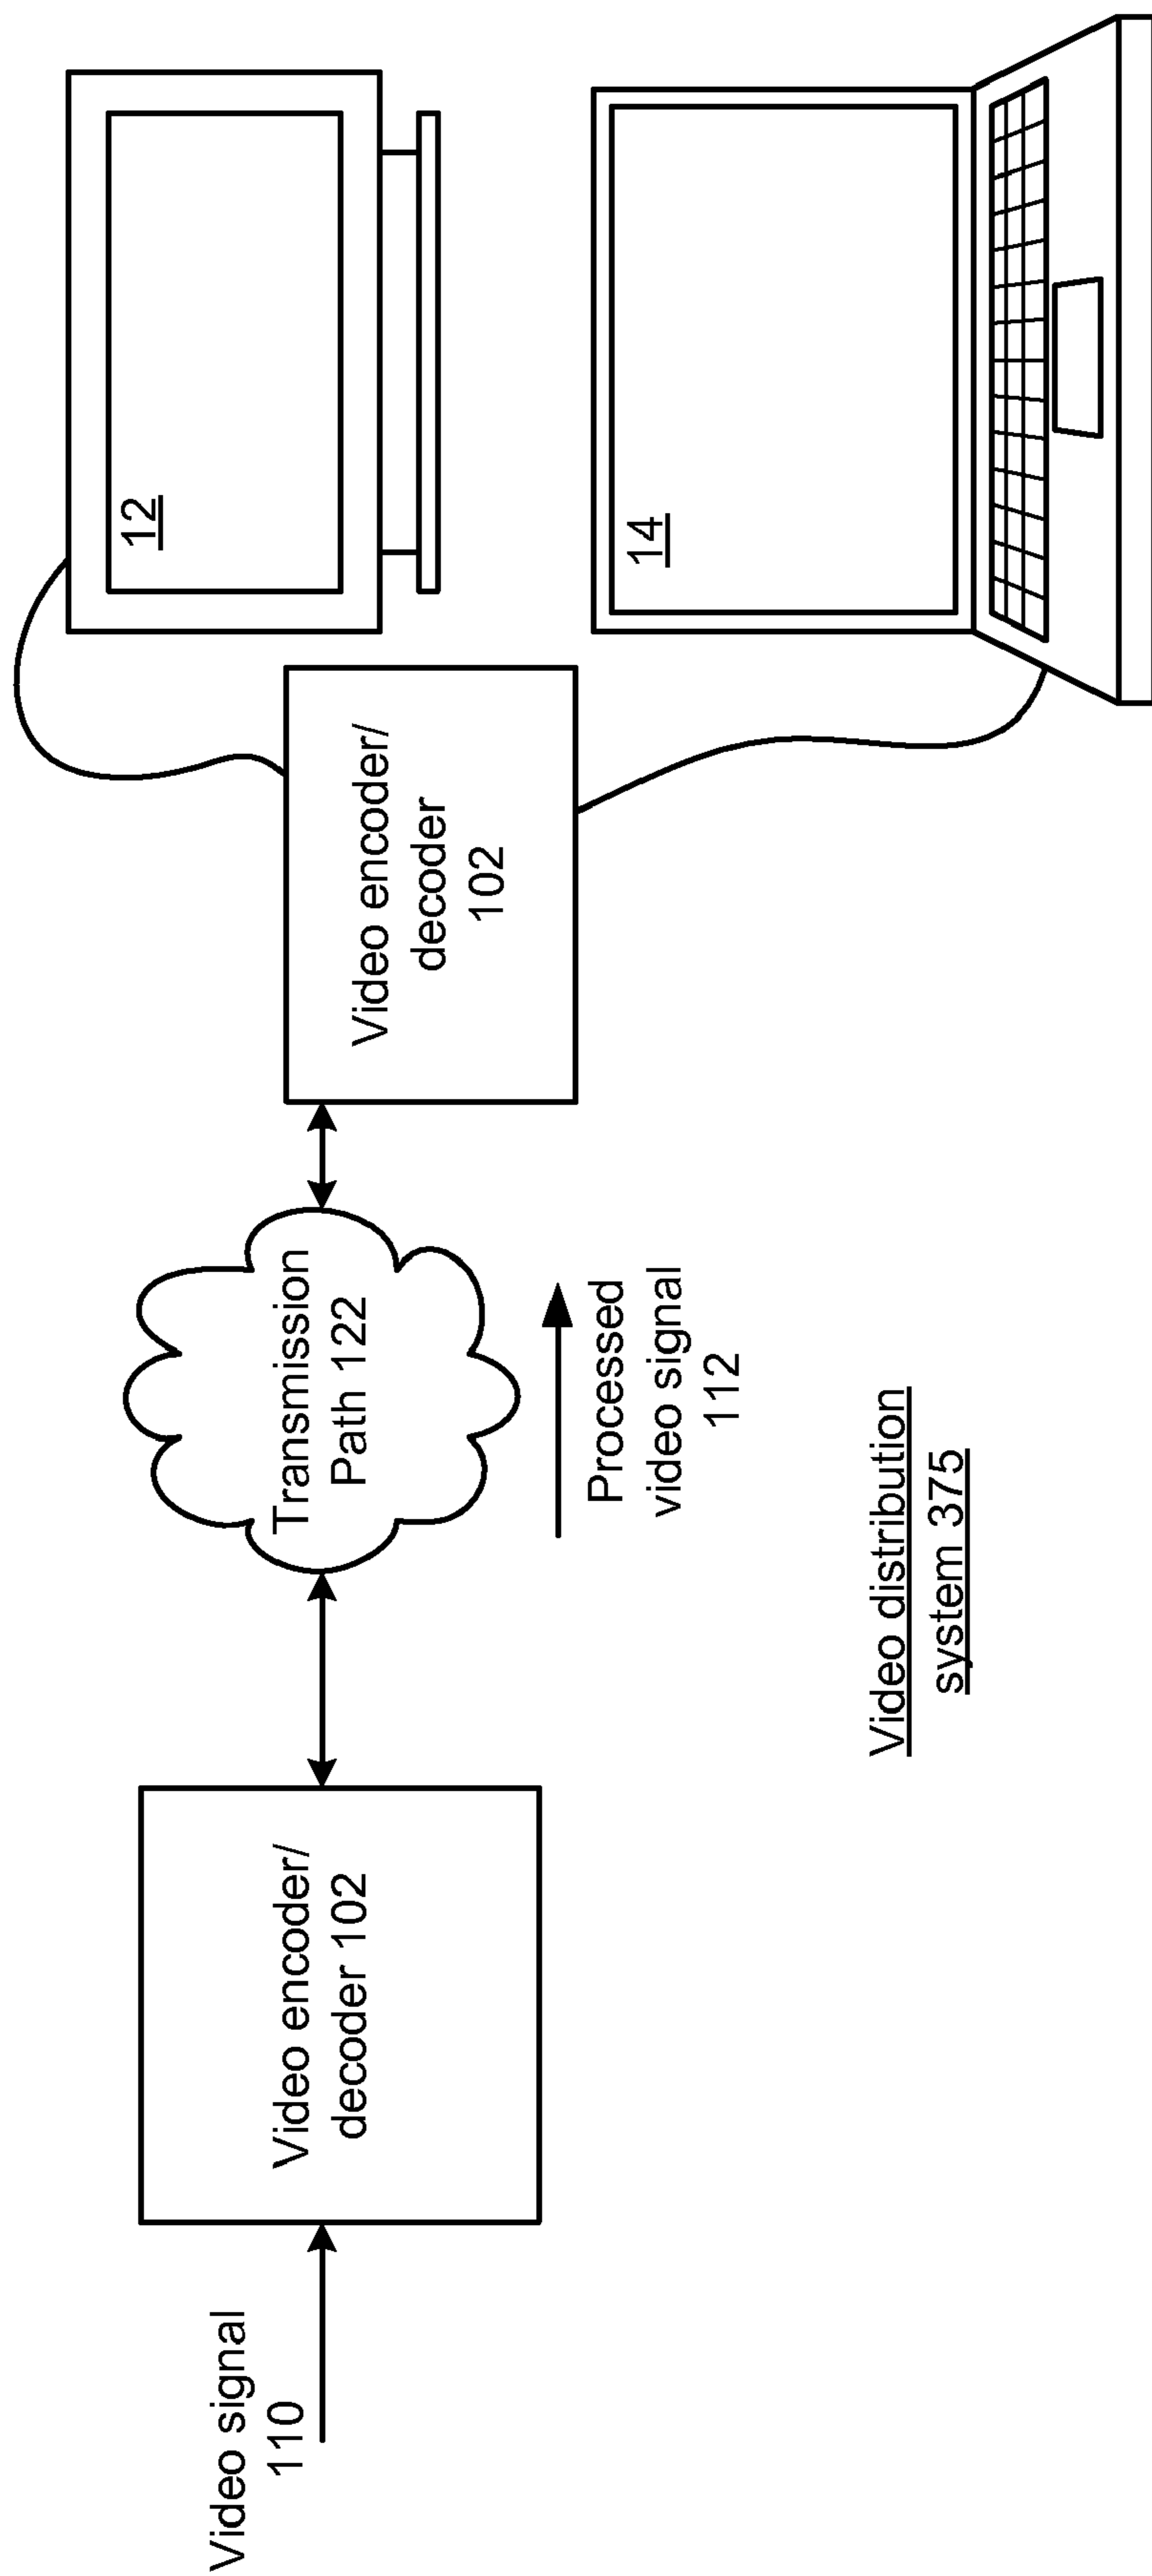 Video signal
110
Video encoder/
decoder 102
Transmission
Path 122
Processed
video signal
112
Video encoder/
decoder
102
12
14
Video distribution
system 375